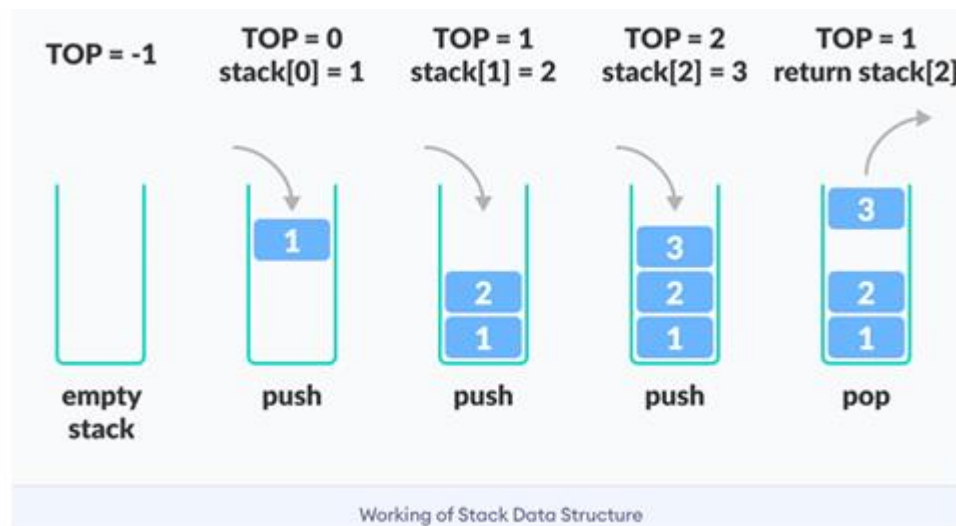 TOP = -1
TOP = 0
stack[0] = 1
TOP = 1
stack[1] = 2
TOP = 2
stack[2] = 3
TOP = 1
return stack[2]
1
2
1
3
2
1
3
2
1
empty
stack
push
push
push
pop
Working of Stack Data Structure